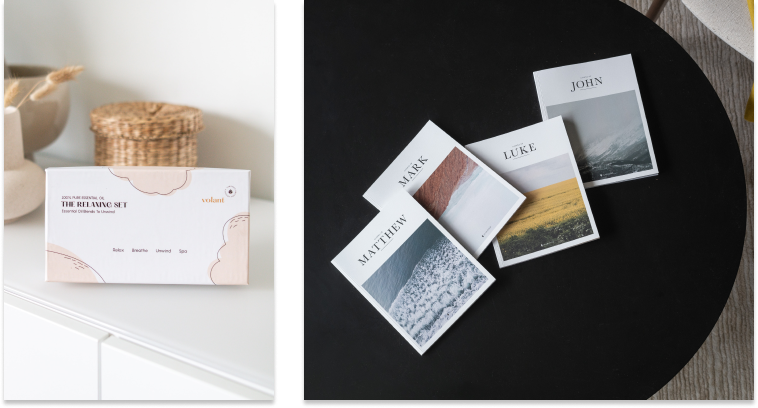 100% PURE ESSENTIAL OIL
THE RELAXING SET
Essential Oil Blends To Unwind
volant
Relax Breathe Unwind Spa
JOHN
LUKE
MARK
MATTHEW